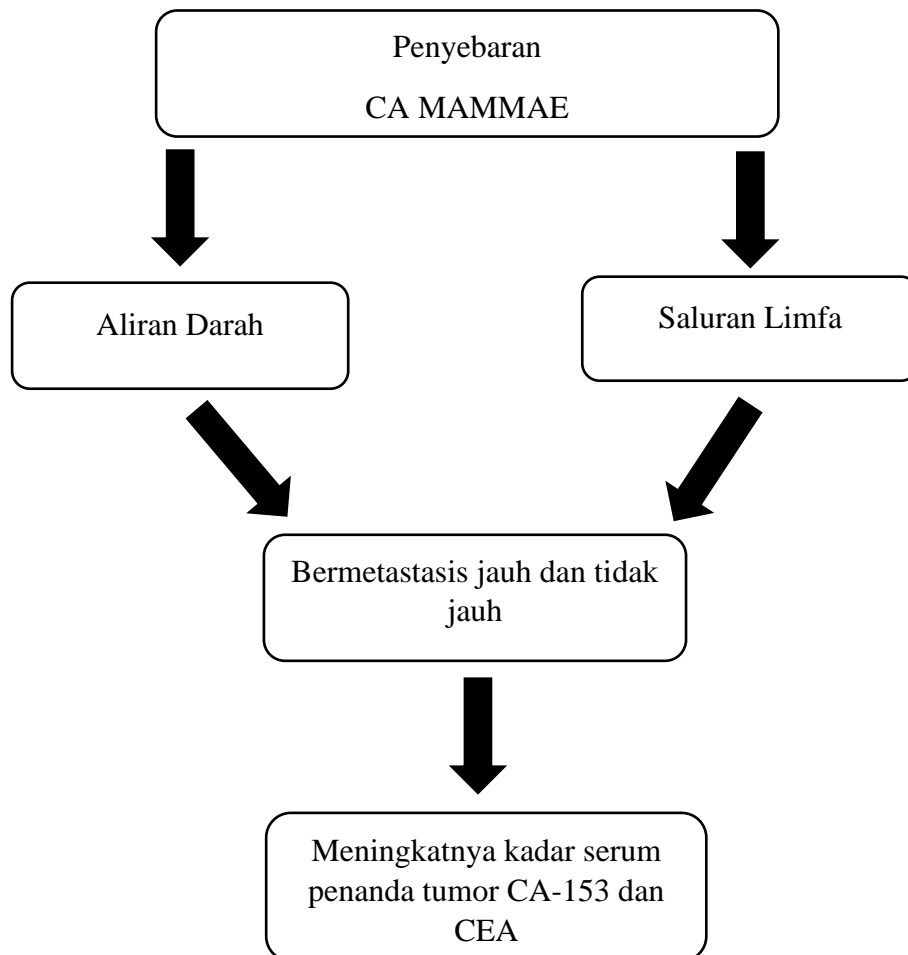 Penyebaran
CA MAMMAE
Aliran Darah
Saluran Limfa
Bermetastasis jauh dan tidak
jauh
Meningkatnya kadar serum
penanda tumor CA-153 dan
CEA